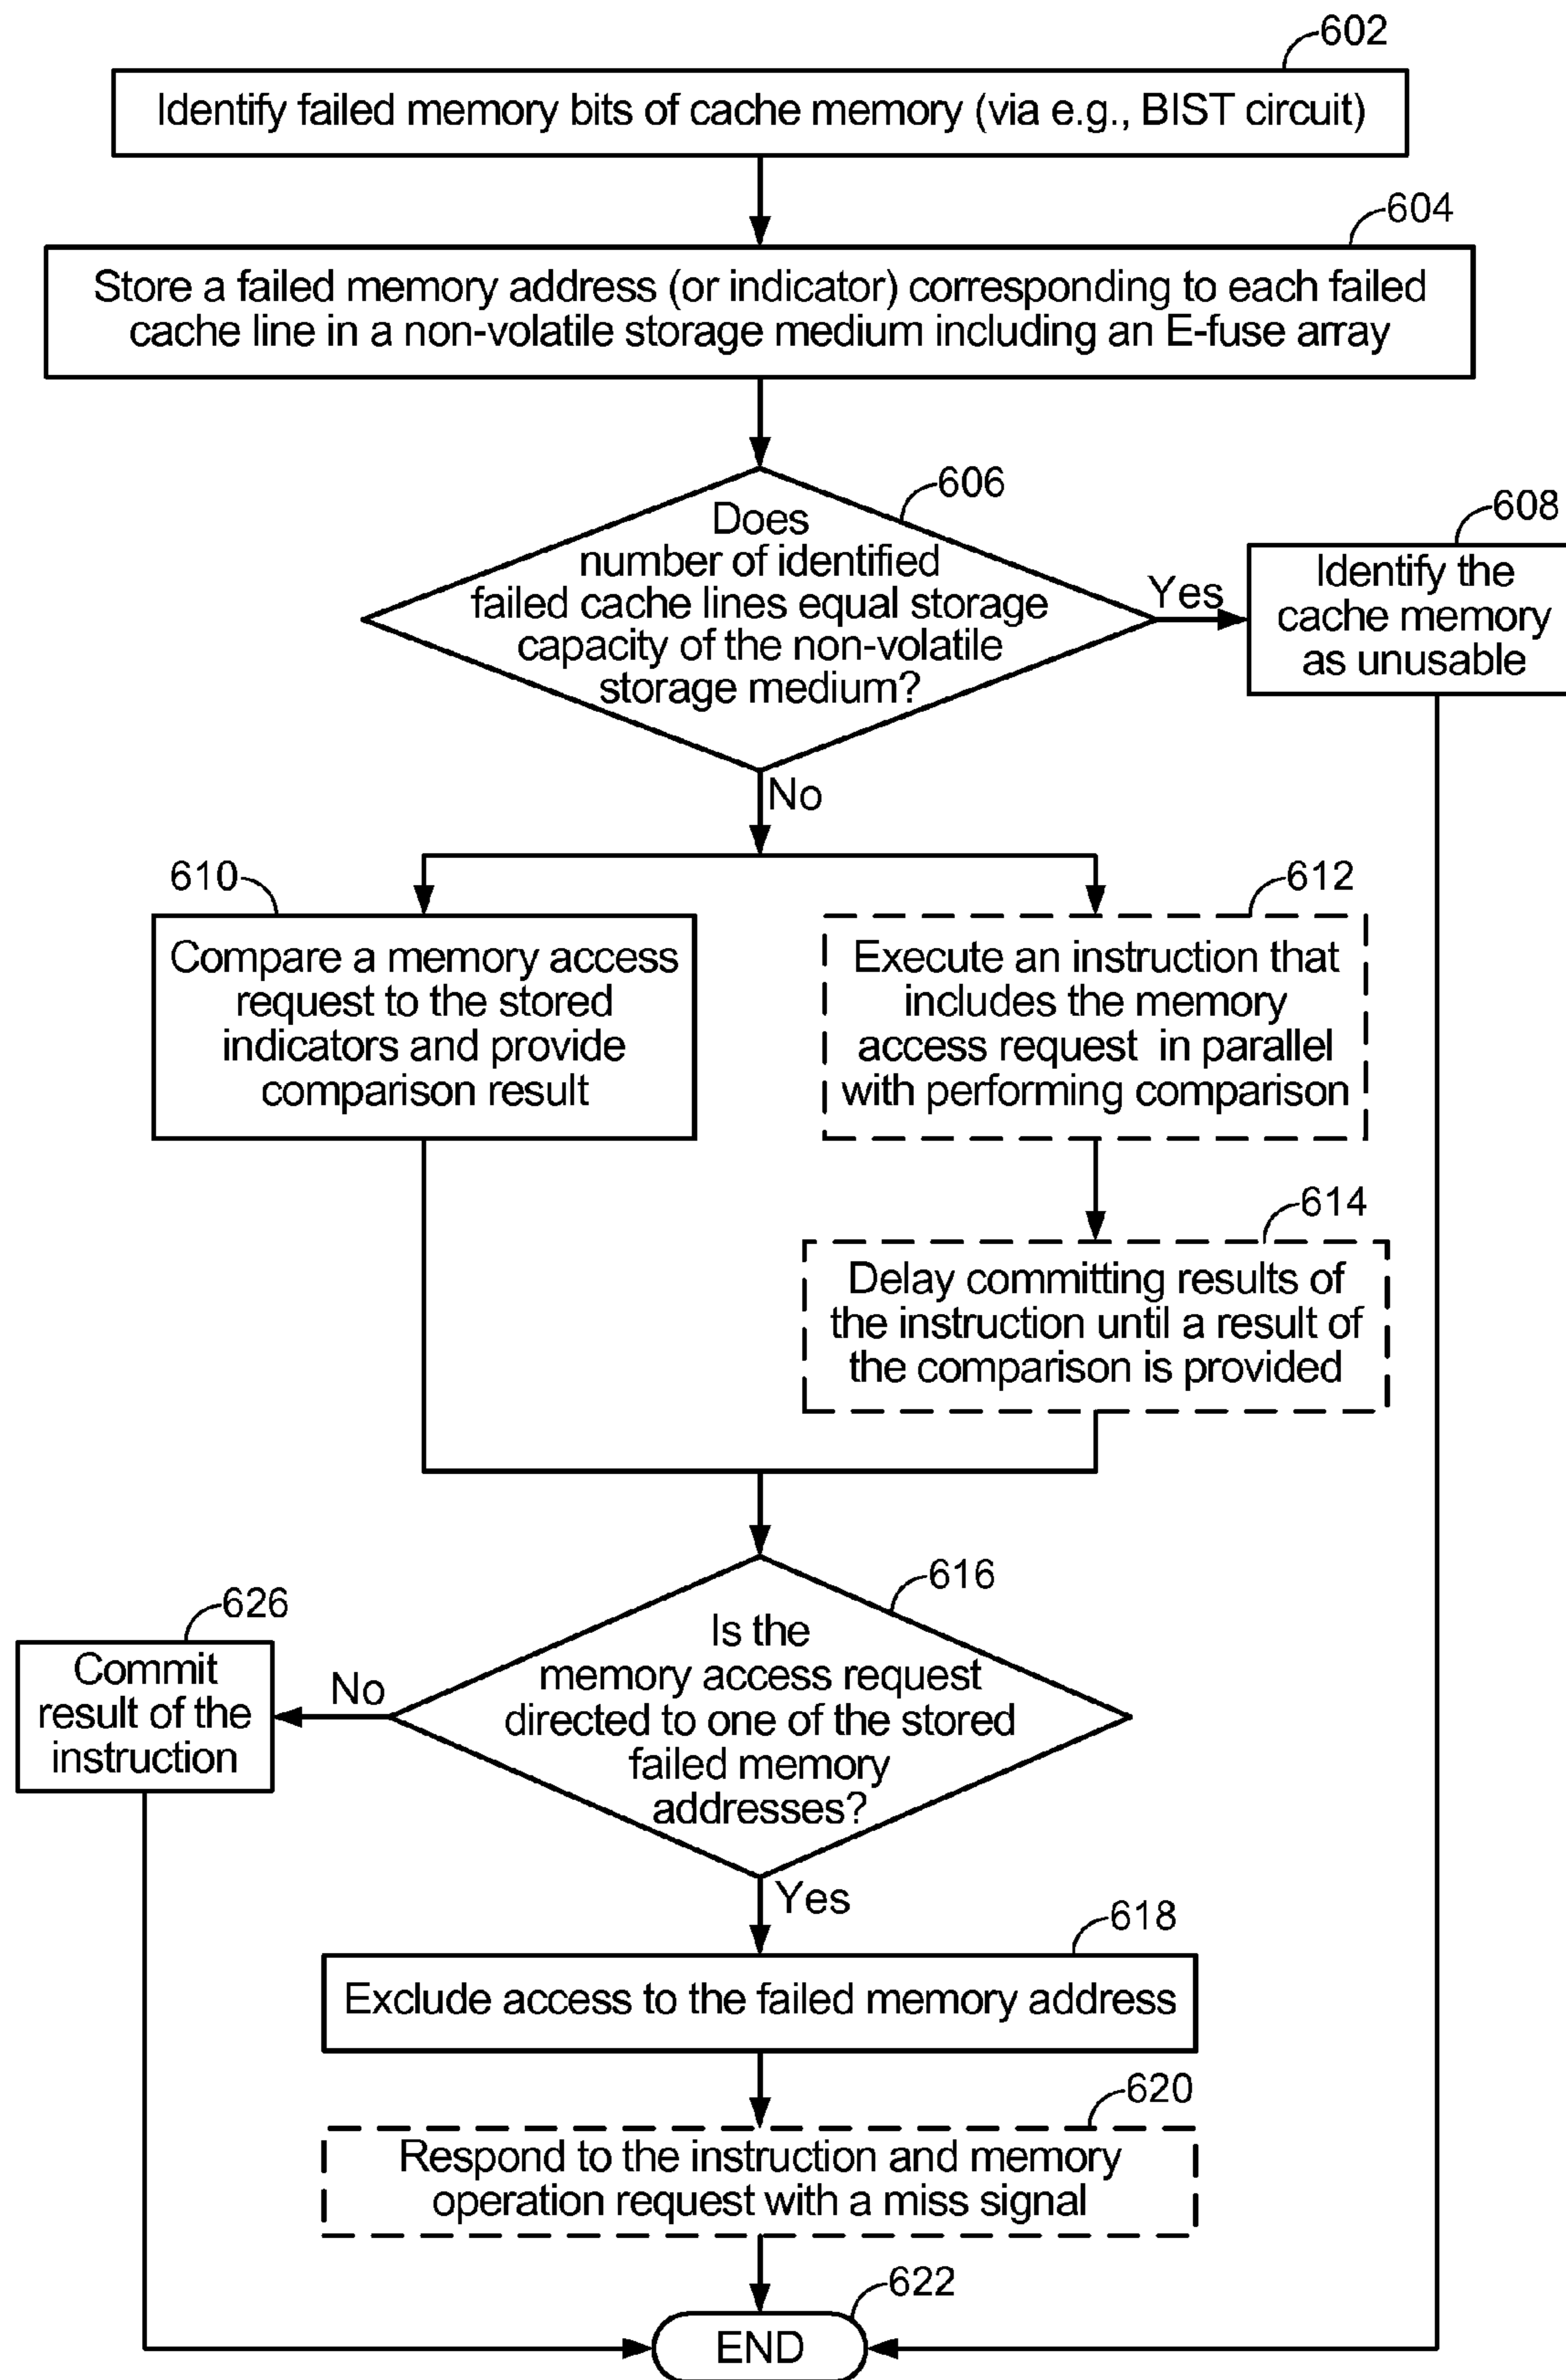 602
Identify failed memory bits of cache memory (via e.g., BIST circuit)
604
Store a failed memory address (or indicator) corresponding to each failed
cache line in a non-volatile storage medium including an E-fuse array
606
Does
number of identified
failed cache lines equal storage
capacity of the non-volatile
storage medium?
Yes
608
Identify the
cache memory
as unusable
No
610
Compare a memory access
request to the stored
indicators and provide
comparison result
612
Execute an instruction that
includes the memory
access request in parallel
with performing comparison
614
Delay committing results of
the instruction until a result of
the comparison is provided
616
Is the
memory access request
directed to one of the stored
failed memory
addresses?
No
626
Commit
result of the
instruction
Yes
618
Exclude access to the failed memory address
620
Respond to the instruction and memory
operation request with a miss signal
622
END